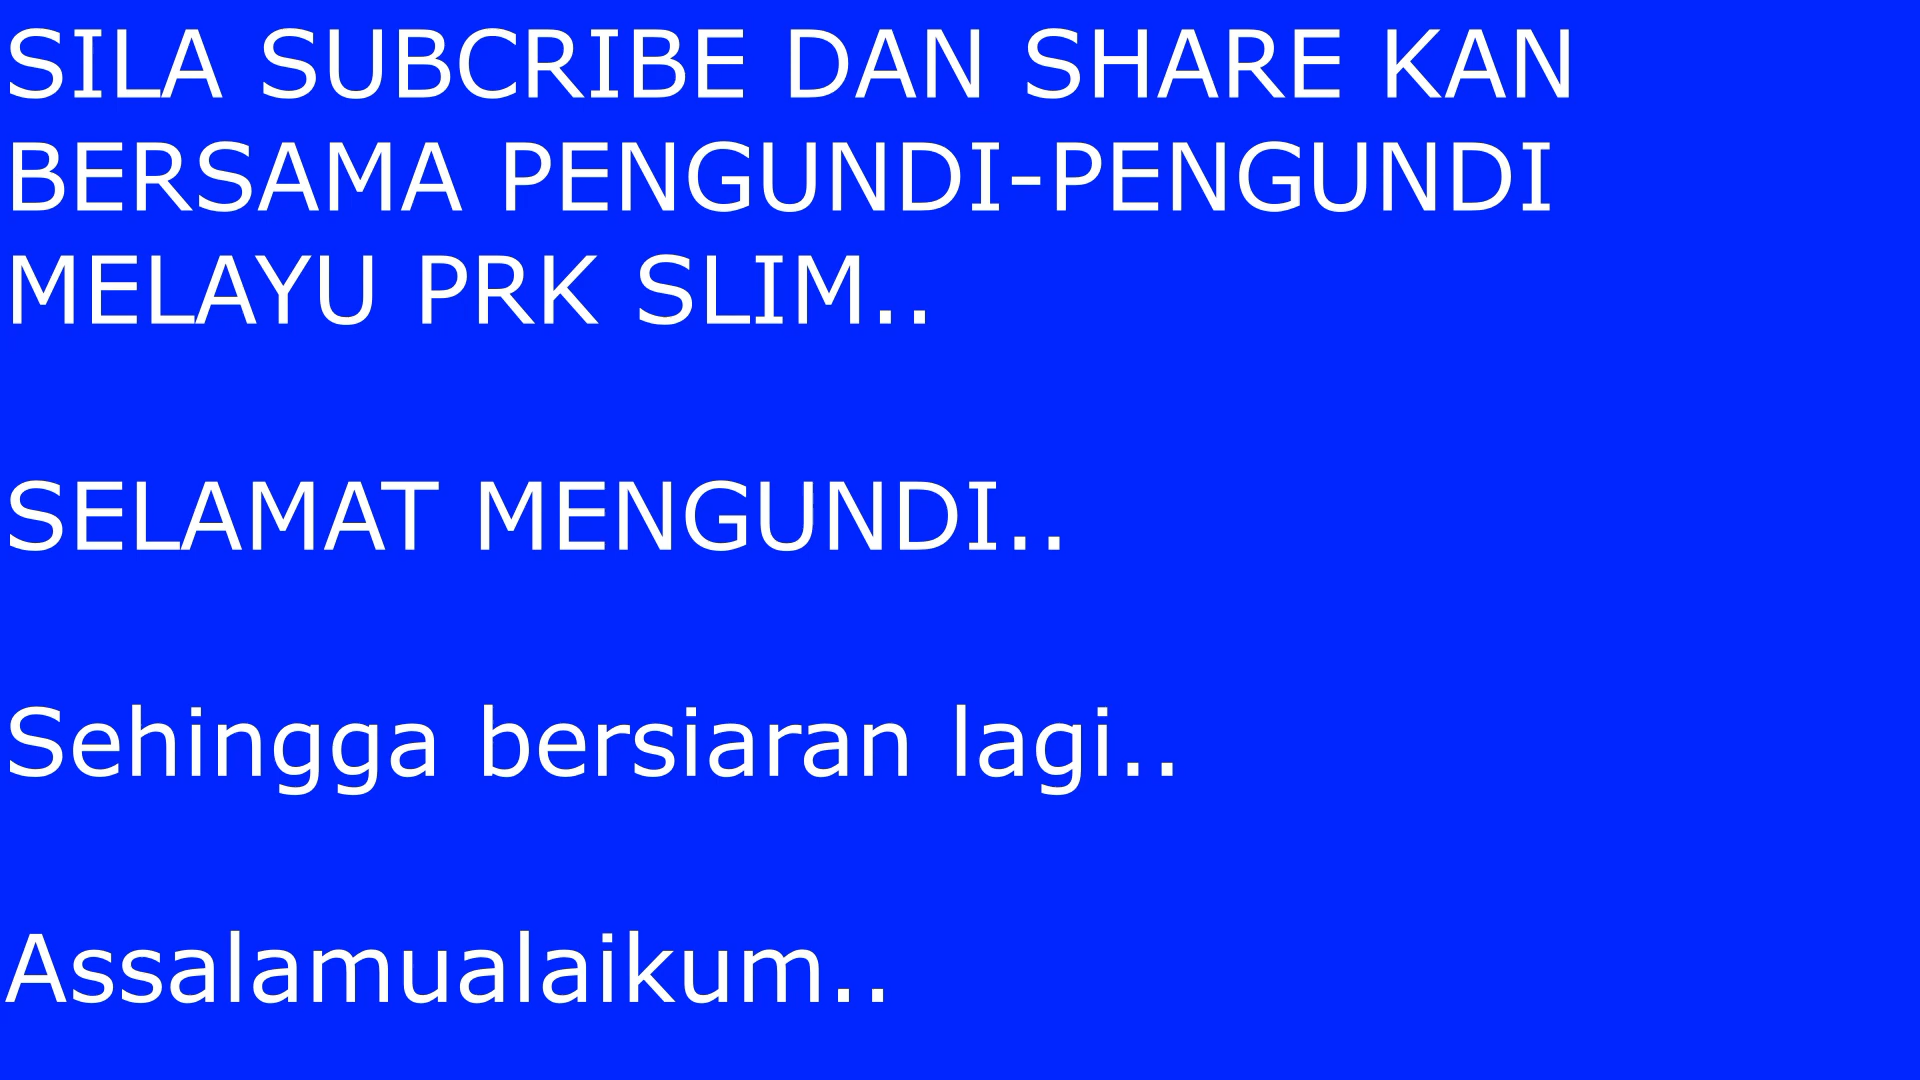 SILA SUBCRIBE DAN SHARE KAN
BERSAMA PENGUNDI-PENGUNDI
MELAYU PRK SLIM..
SELAMAT MENGUNDI..
Sehingga bersiaran lagi..
Assalamualaikum..